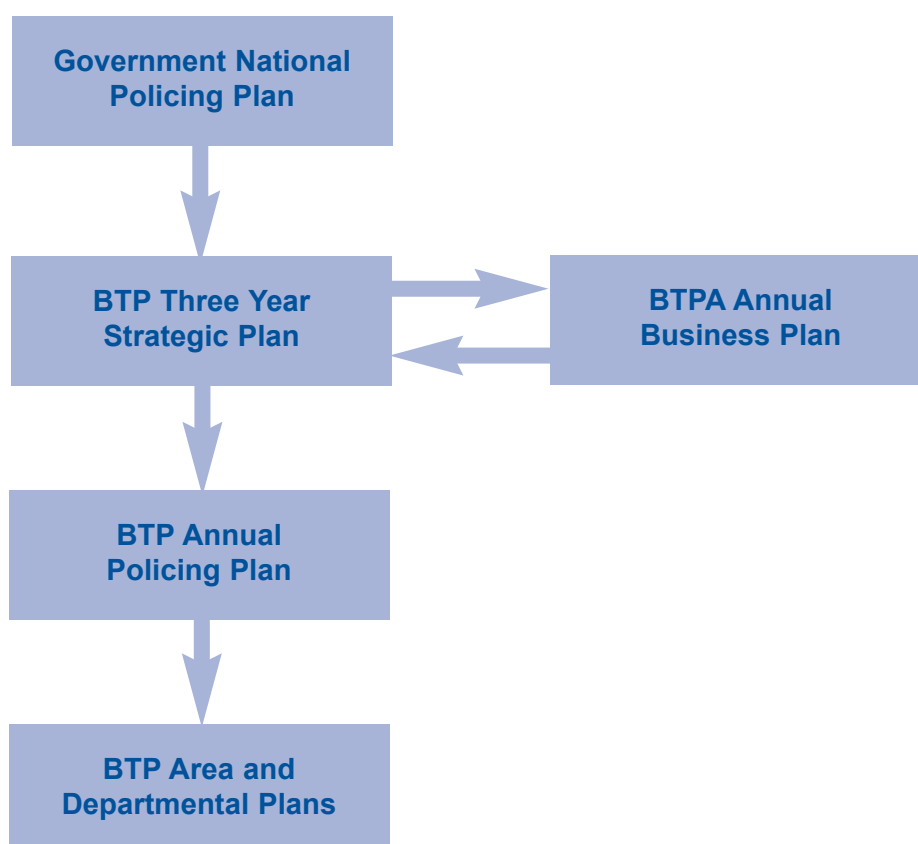 Government National
Policing Plan
BTP Three Year
Strategic Plan
BTPA Annual
Business Plan
BTP Annual
Policing Plan
BTP Area and
Departmental Plans